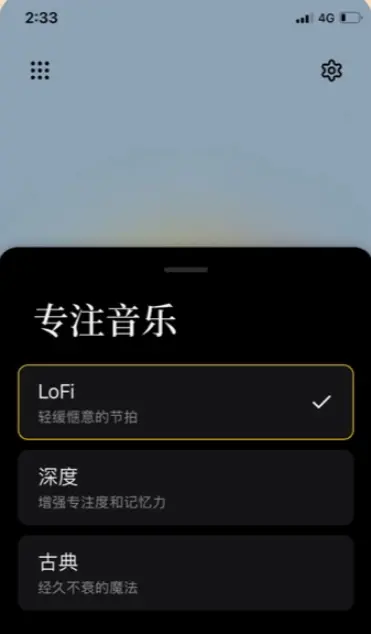 2:33
4G
专注音乐
LoFi
轻缓惬意的节拍
深度
增强专注度和记忆力
古典
经久不衰的魔法